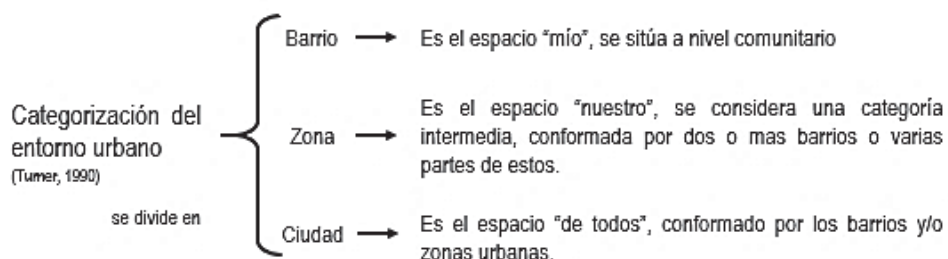 Barrio
Es el espacio “mío”, se sitúa a nivel comunitario
Categorización del
entorno urbano
(Turner, 1990)
se divide en
Zona
Es el espacio “nuestro”, se considera una categoría
intermedia, conformada por dos o mas barrios o varias
partes de estos.
Ciudad
Es el espacio “de todos”, conformado por los barrios y/o
zonas urbanas.